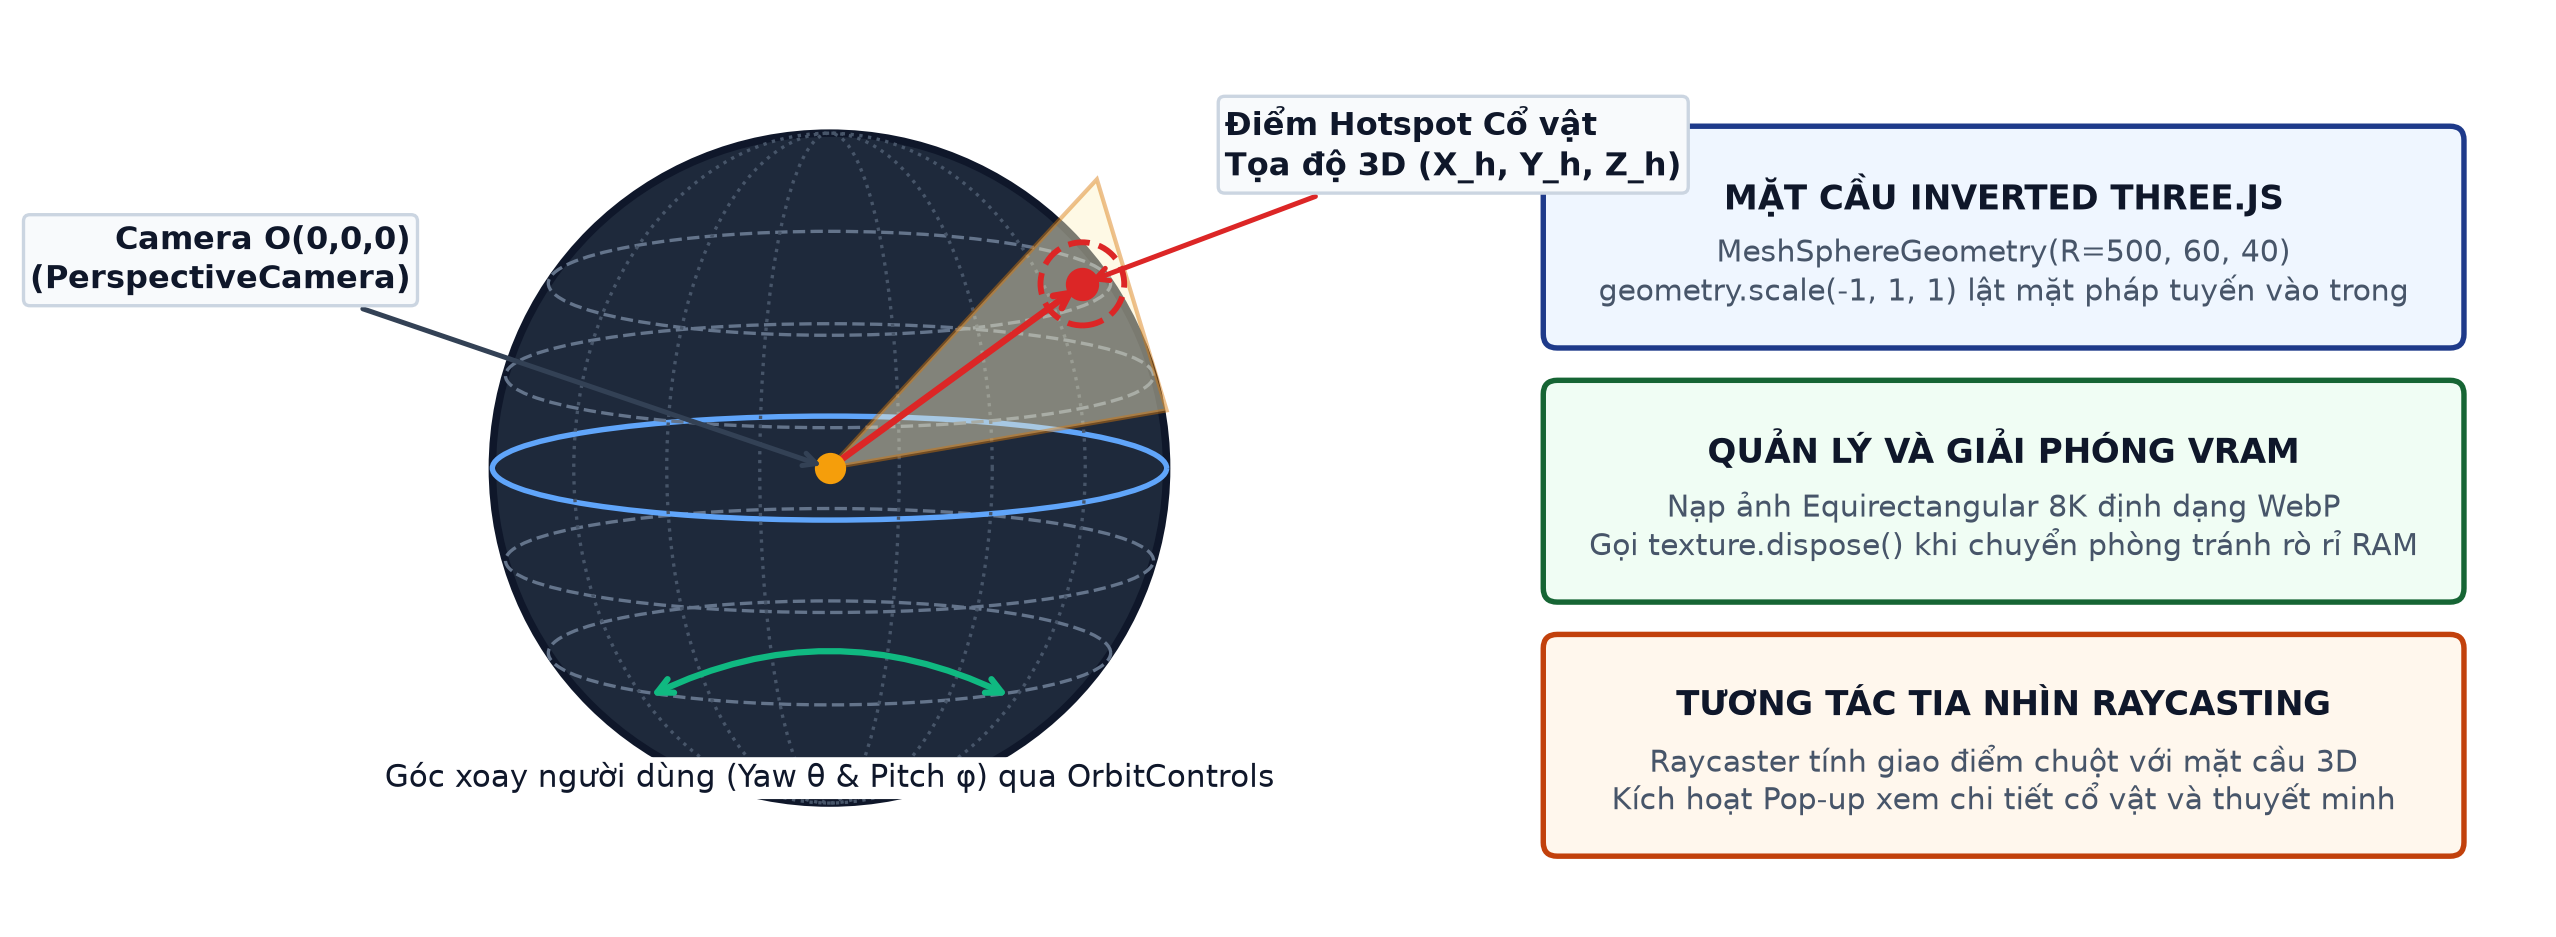 Điểm Hotspot Cổ vật
Tọa độ 3D (X_h, Y_h, Z_h)
Camera O(0,0,0)
(PerspectiveCamera)
Góc xoay người dùng (Yaw θ & Pitch φ) qua OrbitControls
MẶT CẦU INVERTED THREE.JS
MeshSphereGeometry(R=500, 60, 40)
geometry.scale(-1, 1, 1) lật mặt pháp tuyến vào trong
QUẢN LÝ VÀ GIẢI PHÓNG VRAM
Nạp ảnh Equirectangular 8K định dạng WebP
Gọi texture.dispose() khi chuyển phòng tránh rò rỉ RAM
TƯƠNG TÁC TIA NHÌN RAYCASTING
Raycaster tính giao điểm chuột với mặt cầu 3D
Kích hoạt Pop-up xem chi tiết cổ vật và thuyết minh